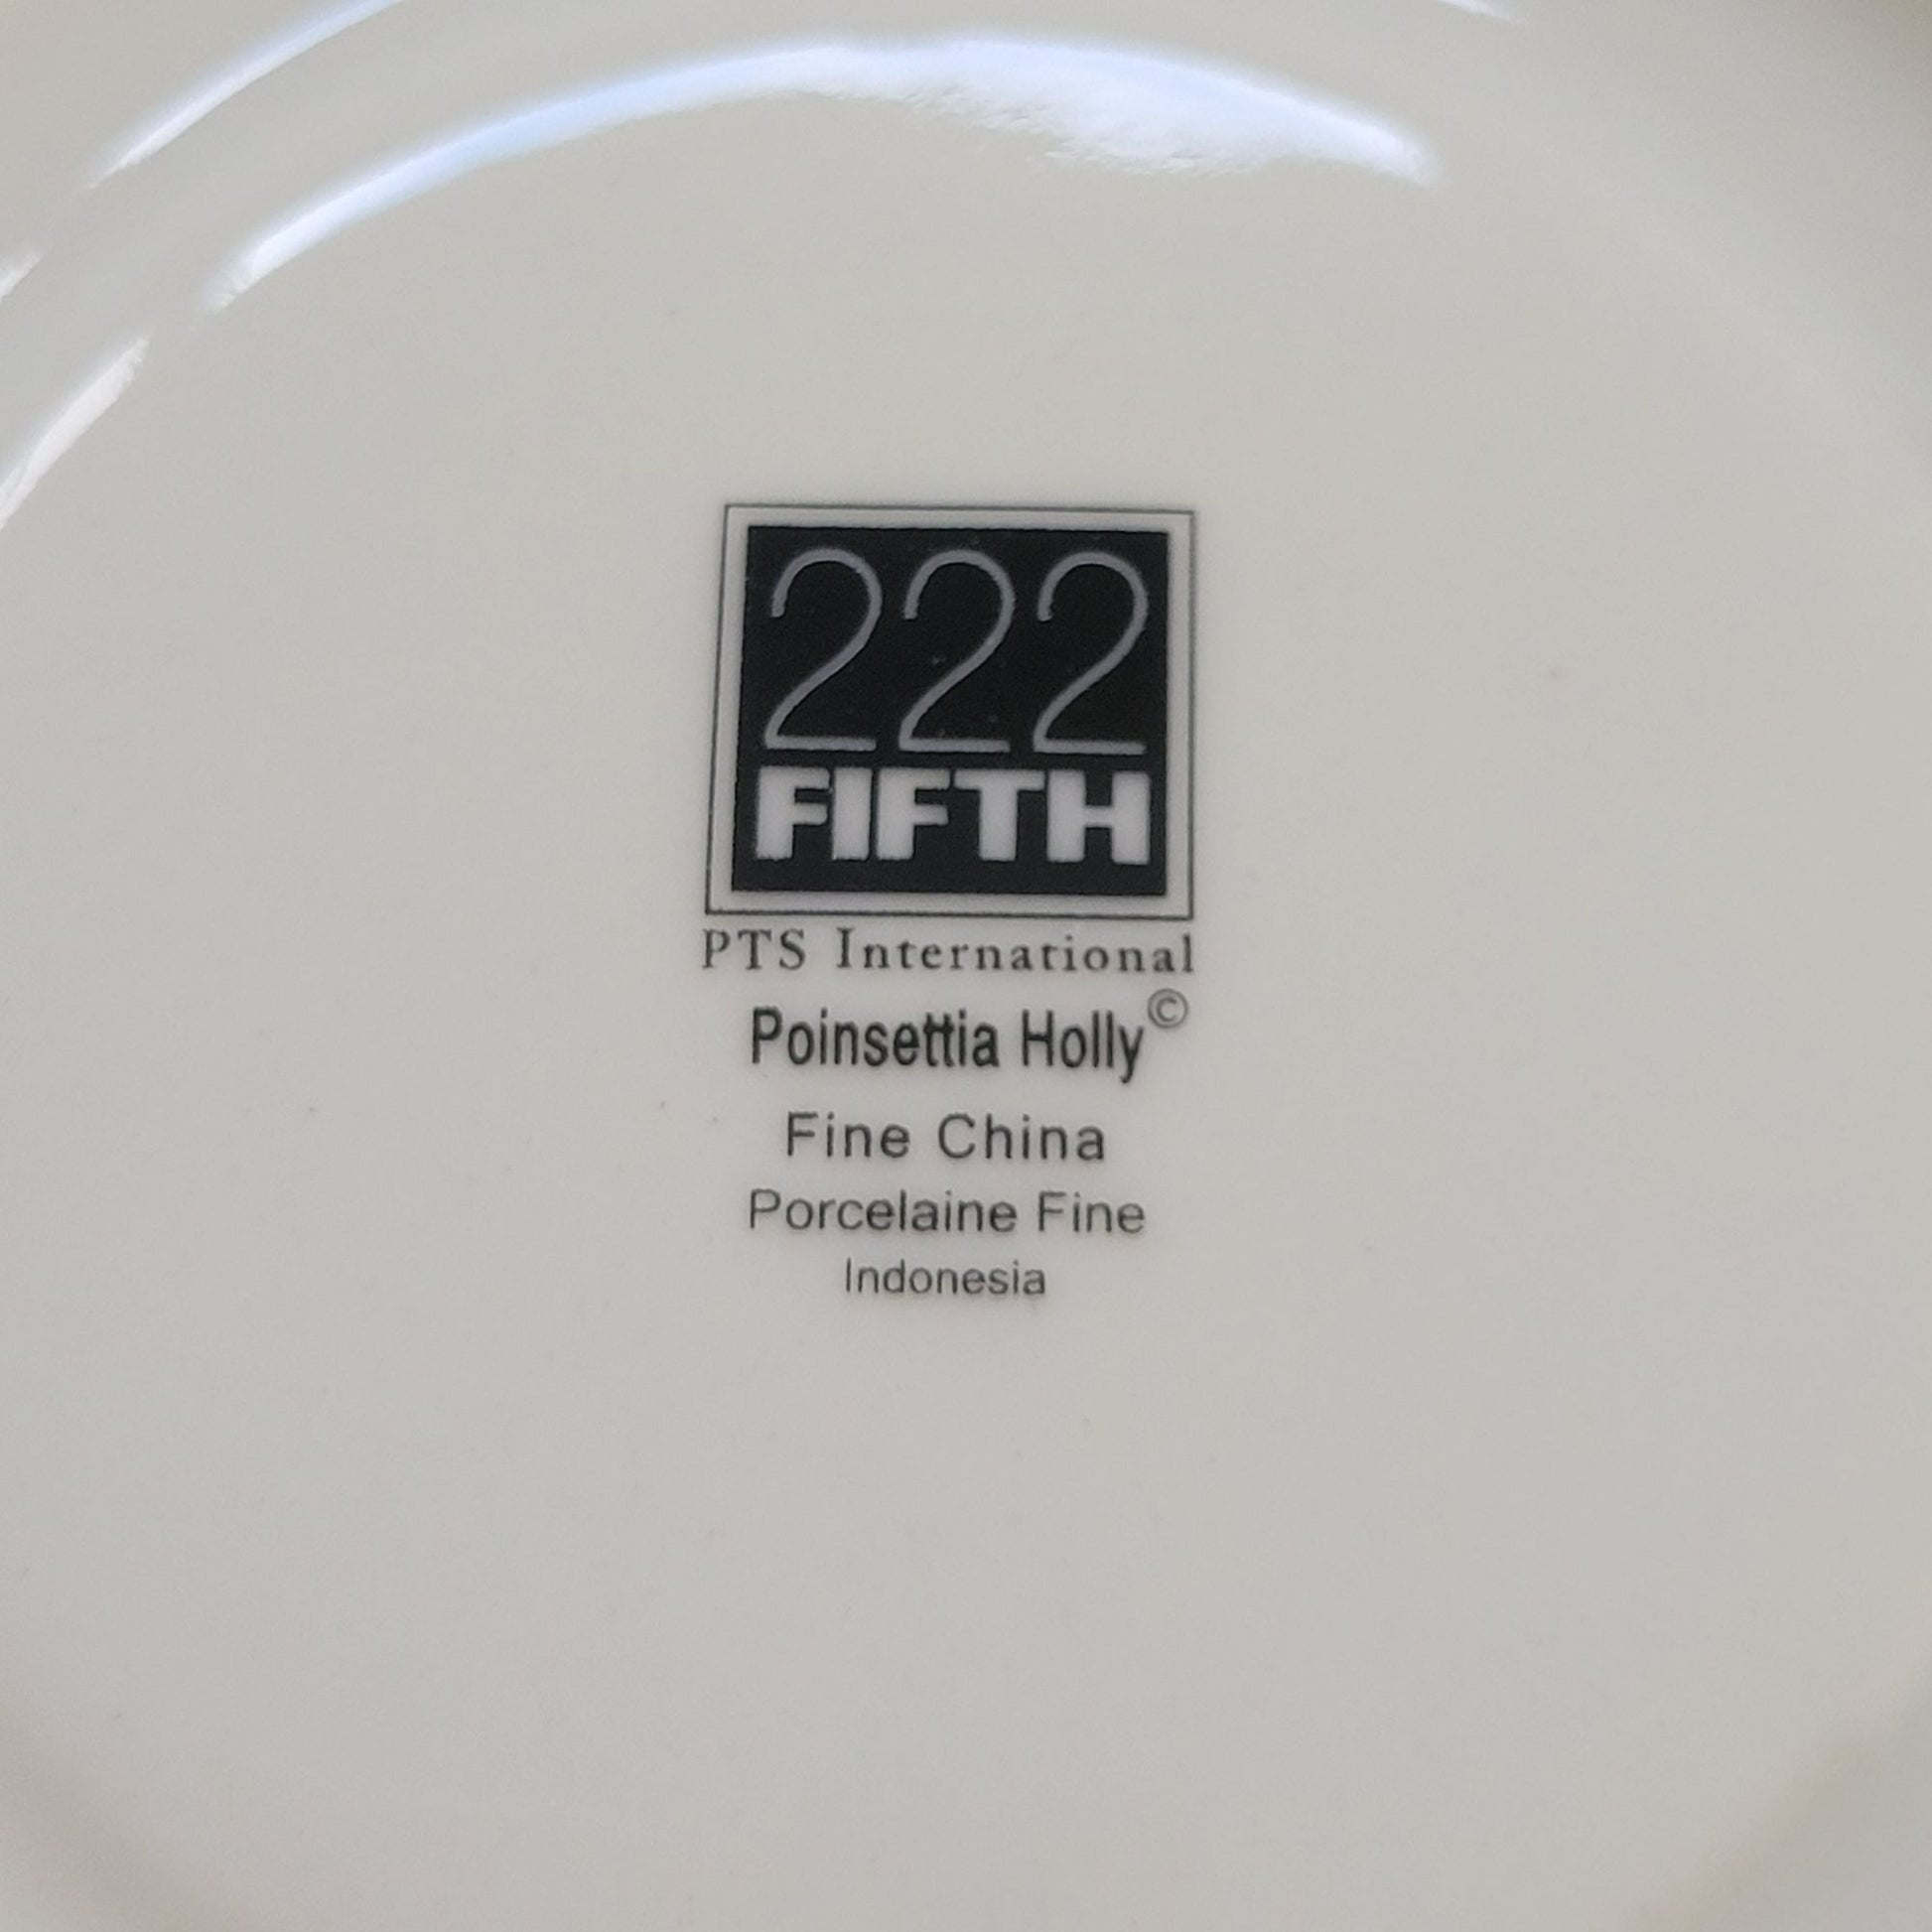 222
FIFTH
PTS International
Poinsettia Holly©
Fine China
Porcelaine Fine
Indonesia